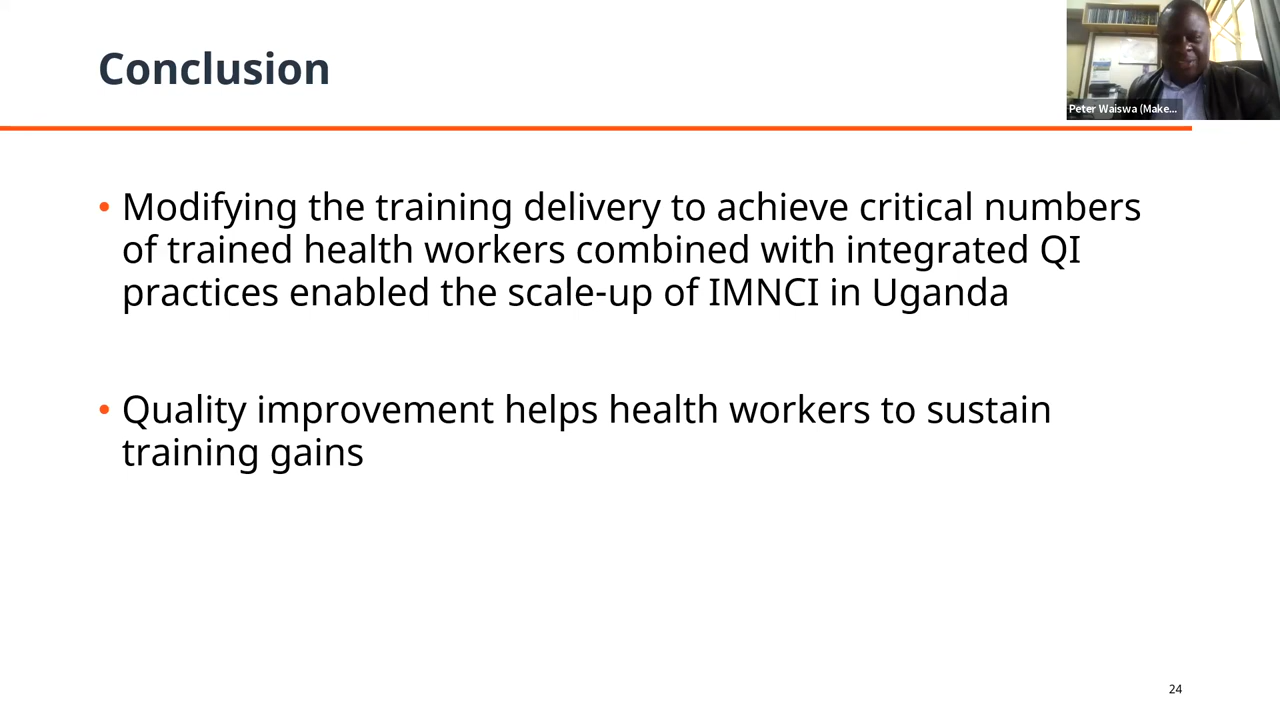 Conclusion
Peter Waiswa (Make...
• Modifying the training delivery to achieve critical numbers
of trained health workers combined with integrated QI
practices enabled the scale-up of IMNCI in Uganda
• Quality improvement helps health workers to sustain
training gains
24